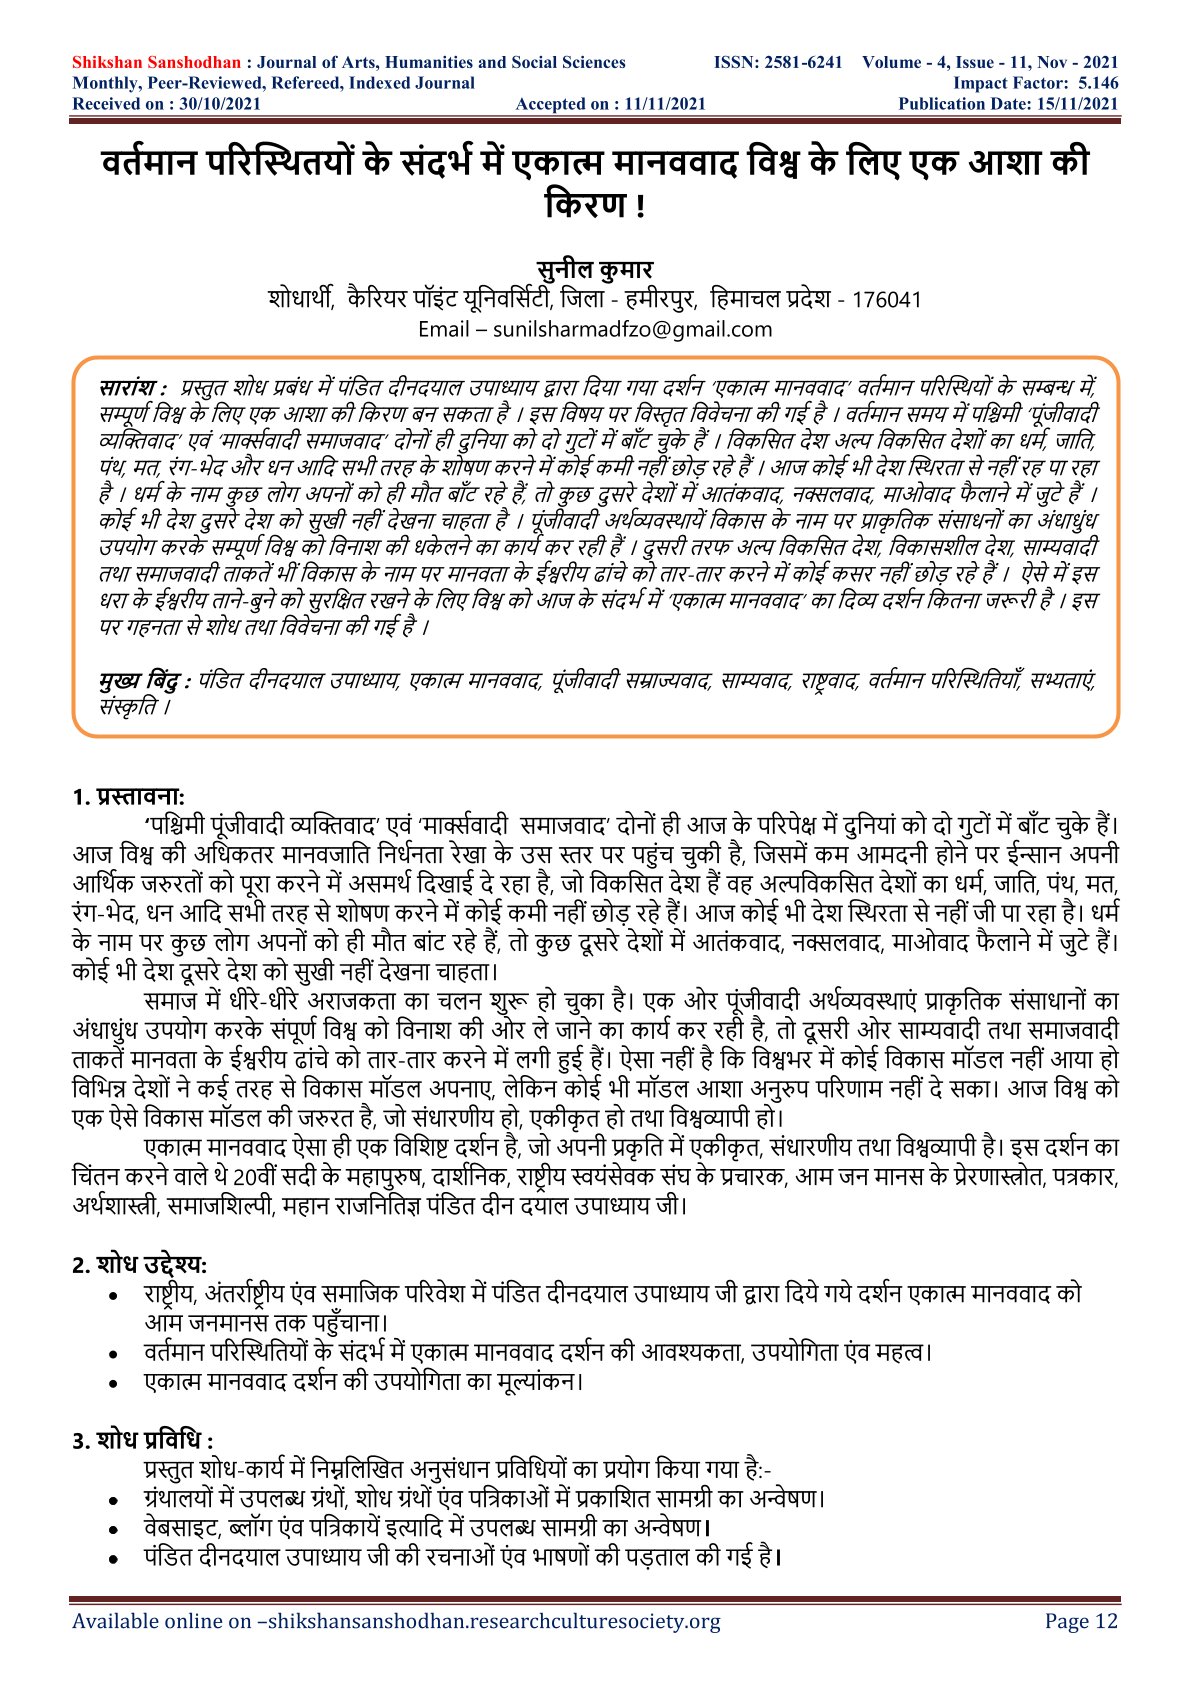 Shikshan Sanshodhan : Journal of Arts, Humanities and Social Sciences ISSN: 2581-6241 Volume - 4, Issue - 11, Nov - 2021
Monthly, Peer-Reviewed, Refereed, Indexed Journal Impact Factor: 5.146
Received on : 30/10/2021 Accepted on : 11/11/2021 Publication Date: 15/11/2021
वर्तमान परिस्थितयों के संदर्भ में एकात्म मानववाद विश्व के लिए एक आशा की
किरण !
सुनील कुमार
शोधार्थी, कैरियर पॉइंट यूनिवर्सिटी, जिला - हमीरपुर, हिमाचल प्रदेश - 176041
Email – sunilsharmadfzo@gmail.com
सारांश : प्रस्तुत शोध प्रबंध में पंडित दीनदयाल उपाध्याय द्वारा दिया गया दर्शन ‘एकात्म मानववाद’ वर्तमान परिस्थियों के सम्बन्ध में,
सम्पूर्ण विश्व के लिए एक आशा की किरण बन सकता है । इस विषय पर विस्तृत विवेचना की गई है । वर्तमान समय में पश्चिमी ‘पूंजीवादी
व्यक्तिवाद’ एवं ‘मार्क्सवादी समाजवाद’ दोनों ही दुनिया को दो गुटों में बाँट चुके हैं । विकसित देश अल्प विकसित देशों का धर्म, जाति,
पंथ, मत, रंग-भेद और धन आदि सभी तरह के शोषण करने में कोई कमी नहीं छोड़ रहे हैं । आज कोई भी देश स्थिरता से नहीं रह पा रहा
है । धर्म के नाम कुछ लोग अपनों को ही मौत बाँट रहे हैं, तो कुछ दुसरे देशों में आतंकवाद, नक्सलवाद, माओवाद फैलाने में जुटे हैं ।
कोई भी देश दुसरे देश को सुखी नहीं देखना चाहता है । पूंजीवादी अर्थव्यवस्थायें विकास के नाम पर प्राकृतिक संसाधनों का अंधाधुंध
उपयोग करके सम्पूर्ण विश्व को विनाश की धकेलने का कार्य कर रही हैं । दुसरी तरफ अल्प विकसित देश, विकासशील देश, साम्यवादी
तथा समाजवादी ताकतें भीं विकास के नाम पर मानवता के ईश्वरीय ढांचे को तार-तार करने में कोई कसर नहीं छोड़ रहे हैं । ऐसे में इस
धरा के ईश्वरीय ताने-बुने को सुरक्षित रखने के लिए विश्व को आज के संदर्भ में ‘एकात्म मानववाद’ का दिव्य दर्शन कितना जरूरी है । इस
पर गहनता से शोध तथा विवेचना की गई है ।
मुख्य बिंदु : पंडित दीनदयाल उपाध्याय, एकात्म मानववाद, पूंजीवादी सम्राज्यवाद, साम्यवाद, राष्ट्रवाद, वर्तमान परिस्थितियाँ, सभ्यताएं,
संस्कृति ।
1. प्रस्तावना:
‘पश्चिमी पूंजीवादी व्यक्तिवाद’ एवं ‘मार्क्सवादी समाजवाद’ दोनों ही आज के परिपेक्ष में दुनियां को दो गुटों में बाँट चुके हैं।
आज विश्व की अधिकतर मानवजाति निर्धनता रेखा के उस स्तर पर पहुंच चुकी है, जिसमें कम आमदनी होने पर ईन्सान अपनी
आर्थिक जरुरतों को पूरा करने में असमर्थ दिखाई दे रहा है, जो विकसित देश हैं वह अल्पविकसित देशों का धर्म, जाति, पंथ, मत,
रंग-भेद, धन आदि सभी तरह से शोषण करने में कोई कमी नहीं छोड़ रहे हैं। आज कोई भी देश स्थिरता से नहीं जी पा रहा है। धर्म
के नाम पर कुछ लोग अपनों को ही मौत बांट रहे हैं, तो कुछ दूसरे देशों में आतंकवाद, नक्सलवाद, माओवाद फैलाने में जुटे हैं।
कोई भी देश दूसरे देश को सुखी नहीं देखना चाहता।
समाज में धीरे-धीरे अराजकता का चलन शुरू हो चुका है। एक ओर पूंजीवादी अर्थव्यवस्थाएं प्राकृतिक संसाधनों का
अंधाधुंध उपयोग करके संपूर्ण विश्व को विनाश की ओर ले जाने का कार्य कर रही है, तो दूसरी ओर साम्यवादी तथा समाजवादी
ताकतें मानवता के ईश्वरीय ढांचे को तार-तार करने में लगी हुई हैं। ऐसा नहीं है कि विश्वभर में कोई विकास मॉडल नहीं आया हो
विभिन्न देशों ने कई तरह से विकास मॉडल अपनाए, लेकिन कोई भी मॉडल आशा अनुरुप परिणाम नहीं दे सका। आज विश्व को
एक ऐसे विकास मॉडल की जरुरत है, जो संधारणीय हो, एकीकृत हो तथा विश्वव्यापी हो।
एकात्म मानववाद ऐसा ही एक विशिष्ट दर्शन है, जो अपनी प्रकृति में एकीकृत, संधारणीय तथा विश्वव्यापी है। इस दर्शन का
चिंतन करने वाले थे 20वीं सदी के महापुरुष, दार्शनिक, राष्ट्रीय स्वयंसेवक संघ के प्रचारक, आम जन मानस के प्रेरणास्त्रोत, पत्रकार,
अर्थशास्त्री, समाजशिल्पी, महान राजनितिज्ञ पंडित दीन दयाल उपाध्याय जी।
2. शोध उद्देश्य:
• राष्ट्रीय, अंतर्राष्ट्रीय एंव समाजिक परिवेश में पंडित दीनदयाल उपाध्याय जी द्वारा दिये गये दर्शन एकात्म मानववाद को
आम जनमानस तक पहुँचाना।
• वर्तमान परिस्थितियों के संदर्भ में एकात्म मानववाद दर्शन की आवश्यकता, उपयोगिता एंव महत्व।
• एकात्म मानववाद दर्शन की उपयोगिता का मूल्यांकन।
3. शोध प्रविधि :
प्रस्तुत शोध-कार्य में निम्नलिखित अनुसंधान प्रविधियों का प्रयोग किया गया है:-
• ग्रंथालयों में उपलब्ध ग्रंथों, शोध ग्रंथों एंव पत्रिकाओं में प्रकाशित सामग्री का अन्वेषण।
• वेबसाइट, ब्लॉग एंव पत्रिकायें इत्यादि में उपलब्ध सामग्री का अन्वेषण।
• पंडित दीनदयाल उपाध्याय जी की रचनाओं एंव भाषणों की पड़ताल की गई है।
Available online on –shikshansanshodhan.researchculturesociety.org Page 12